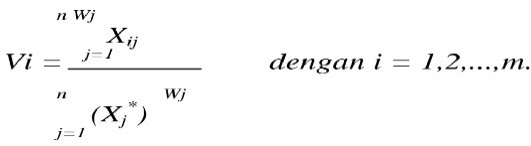 n Wj
X_ij
j=1
Vi = ——— dengan i = 1,2,...,m.
n Wj
(X_j^*)
j=1